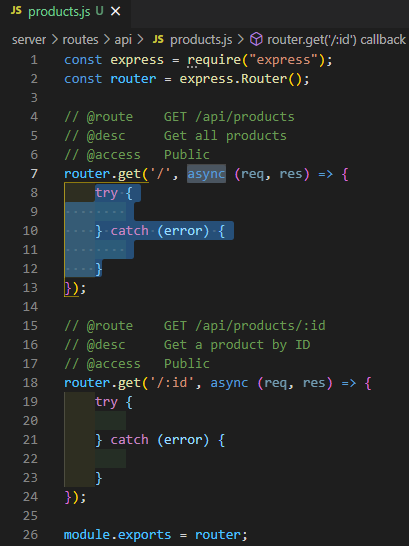 products.js U
server > routes > api > products.js > router.get('/:id') callback
1 const express = require("express");
2 const router = express.Router();
3
4 // @route    GET /api/products
5 // @desc     Get all products
6 // @access   Public
7 router.get('/', async (req, res) => {
8     try {
9
10     } catch (error) {
11
12     }
13 });
14
15 // @route    GET /api/products/:id
16 // @desc     Get a product by ID
17 // @access   Public
18 router.get('/:id', async (req, res) => {
19     try {
20
21     } catch (error) {
22
23     }
24 });
25
26 module.exports = router;